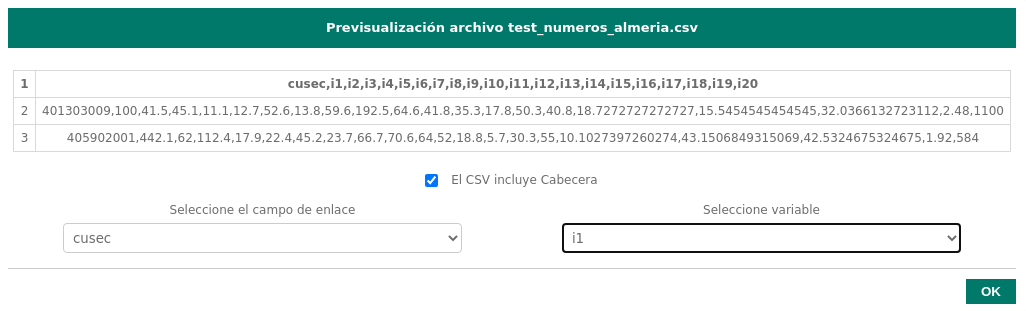 Previsualización archivo test_numeros_almeria.csv
1 cusec,i1,i2,i3,i4,i5,i6,i7,i8,i9,i10,i11,i12,i13,i14,i15,i16,i17,i18,i19,i20
2 401303009,100,41.5,45.1,11.1,12.7,52.6,13.8,59.6,192.5,64.6,41.8,35.3,17.8,50.3,40.8,18.7272727272727,15.5454545454545,32.0366132723112,2.48,1100
3 405902001,442.1,62,112.4,17.9,22.4,45.2,23.7,66.7,70.6,64,52,18.8,5.7,30.3,55,10.1027397260274,43.1506849315069,42.5324675324675,1.92,584
El CSV incluye Cabecera
Seleccione el campo de enlace Seleccione variable
cusec i1
OK